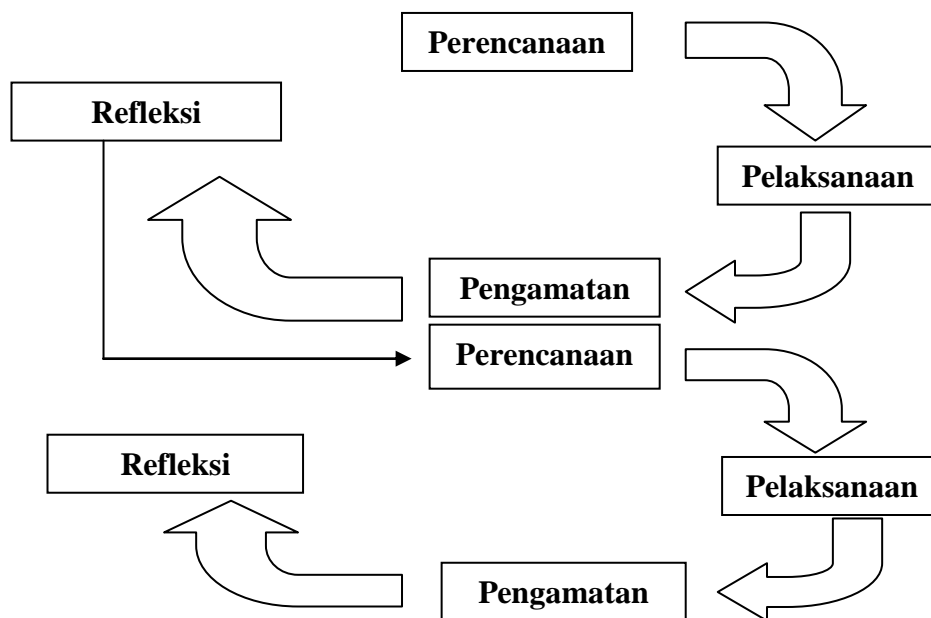 Perencanaan
Refleksi
Pelaksanaan
Pengamatan
Perencanaan
Refleksi
Pelaksanaan
Pengamatan